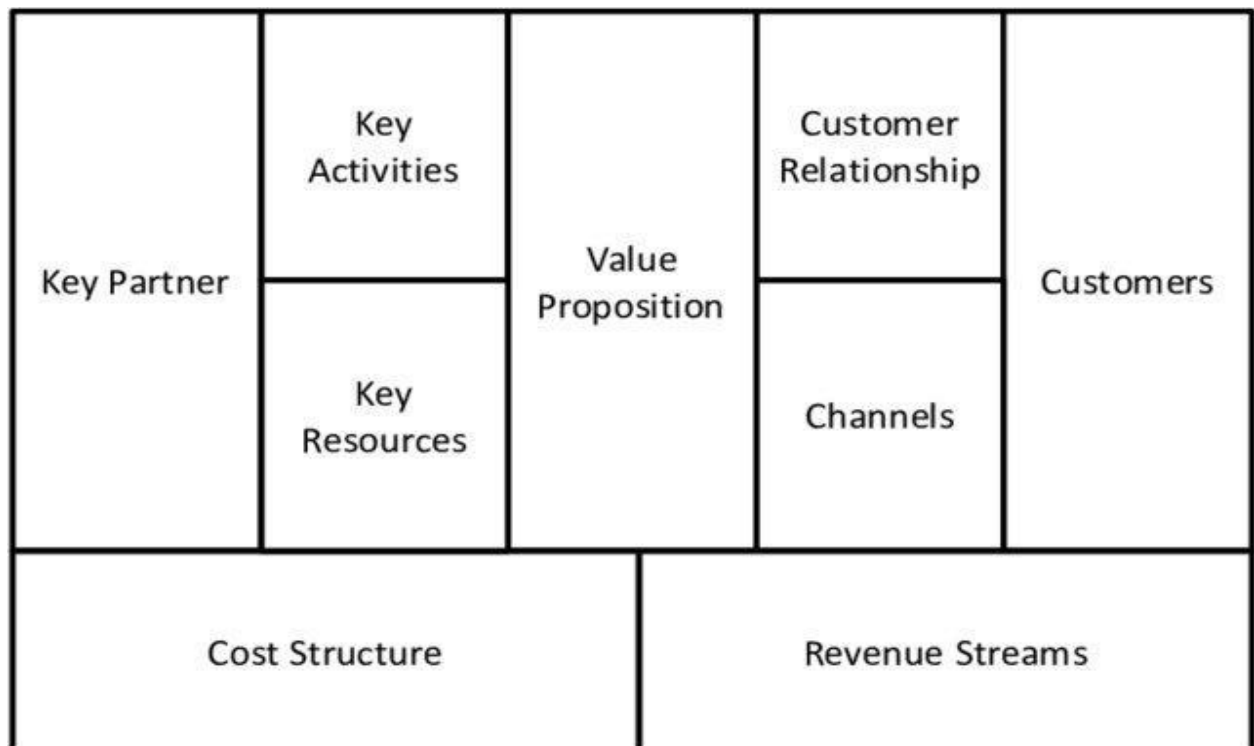 Key Partner
Key
Activities
Key
Resources
Value
Proposition
Customer
Relationship
Channels
Customers
Cost Structure
Revenue Streams